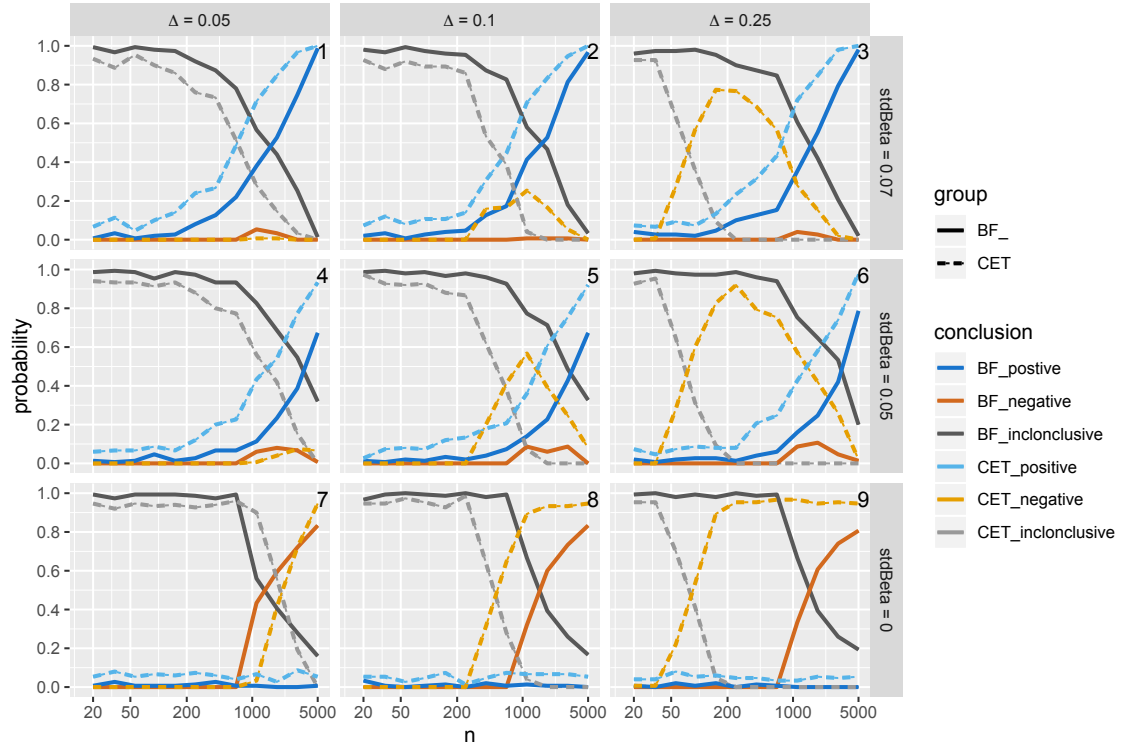 Δ = 0.05
Δ = 0.1
Δ = 0.25
1.0
0.8
0.6
0.4
0.2
0.0
1
2
3
stdBeta = 0.07
1.0
0.8
0.6
0.4
0.2
0.0
4
5
6
stdBeta = 0.05
1.0
0.8
0.6
0.4
0.2
0.0
7
8
9
stdBeta = 0
20 50 200 1000 5000
20 50 200 1000 5000
20 50 200 1000 5000
n
probability
group
BF_
CET
conclusion
BF_postive
BF_negative
BF_inclonclusive
CET_positive
CET_negative
CET_inclonclusive